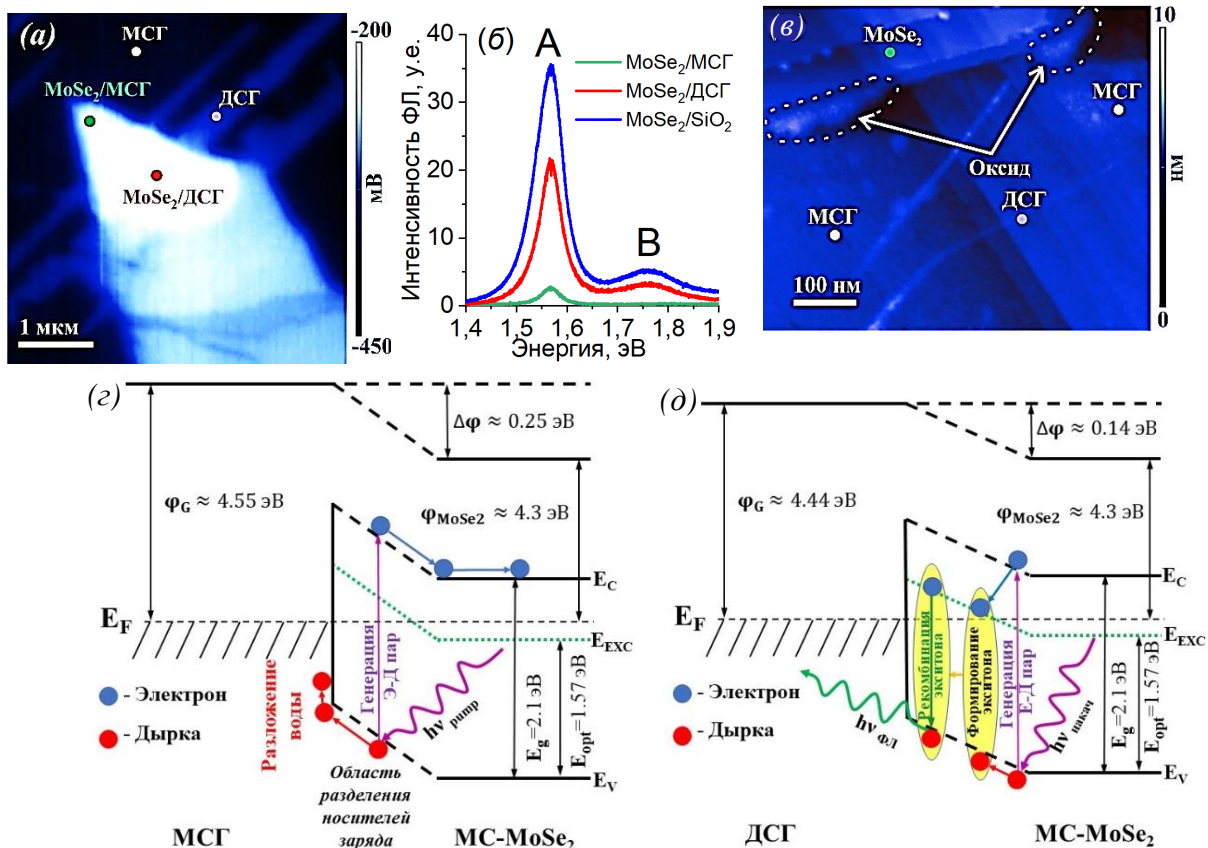 (а)
МСГ
MoSe2/МСГ
ДСГ
MoSe2/ДСГ
1 мкм
-200
мВ
-450
(б)
Интенсивность ФЛ, у.е.
40
30
20
10
0
A
B
MoSe2/МСГ
MoSe2/ДСГ
MoSe2/SiO2
1,4 1,5 1,6 1,7 1,8 1,9
Энергия, эВ
(в)
MoSe2
МСГ
Оксид
ДСГ
МСГ
100 нм
10
нм
0
(г)
Δφ ≈ 0.25 эВ
φG ≈ 4.55 эВ
φMoSe2 ≈ 4.3 эВ
EC
EF
EEXC
Генерация
Э-Д пар
hν pump
Разложение
воды
- Электрон
- Дырка
Eg=2.1 эВ
Eopt=1.57 эВ
EV
Область
разделения
носителей
заряда
МСГ
МС-MoSe2
(д)
Δφ ≈ 0.14 эВ
φG ≈ 4.44 эВ
φMoSe2 ≈ 4.3 эВ
EC
EF
EEXC
Рекомбинация
экситона
Формирование
экситона
Генерация
Е-Д пар
hν накач
hν ФЛ
- Электрон
- Дырка
Eg=2.1 эВ
Eopt=1.57 эВ
EV
ДСГ
МС-MoSe2